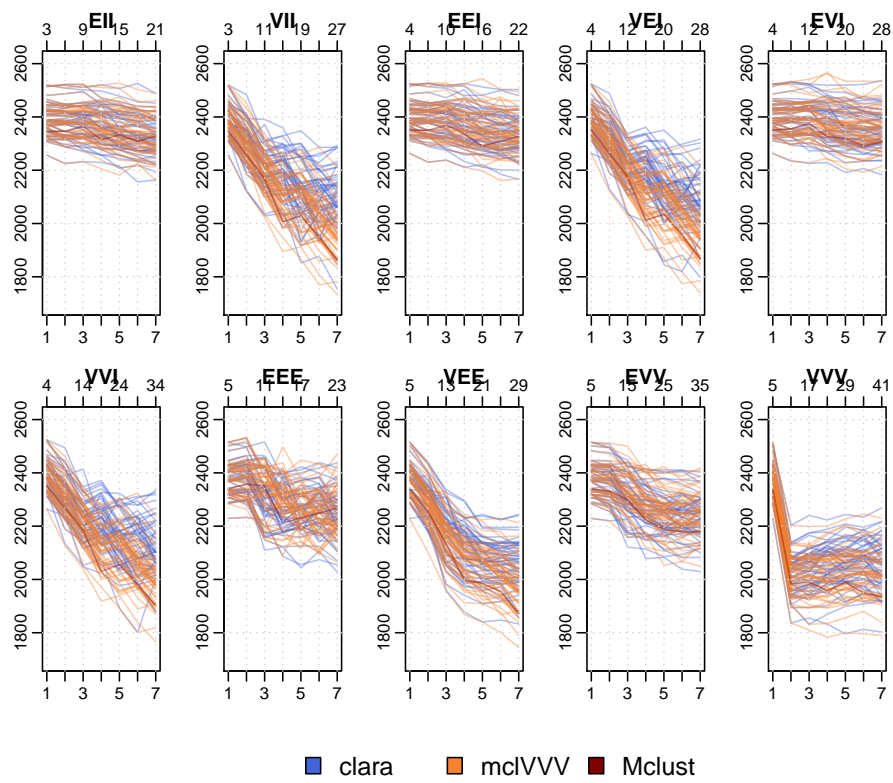 EII VII EEI VEI EVI
3 9 15 21 3 11 19 27 4 10 16 22 4 12 20 28 4 12 20 28
2600 2600 2600 2600 2600
2400 2400 2400 2400 2400
2200 2200 2200 2200 2200
2000 2000 2000 2000 2000
1800 1800 1800 1800 1800
1 3 5 7 1 3 5 7 1 3 5 7 1 3 5 7 1 3 5 7
VVI EEE VEE EVV VVV
4 14 24 34 5 11 17 23 5 13 21 29 5 15 25 35 5 17 29 41
2600 2600 2600 2600 2600
2400 2400 2400 2400 2400
2200 2200 2200 2200 2200
2000 2000 2000 2000 2000
1800 1800 1800 1800 1800
1 3 5 7 1 3 5 7 1 3 5 7 1 3 5 7 1 3 5 7
clara mclVVV Mclust